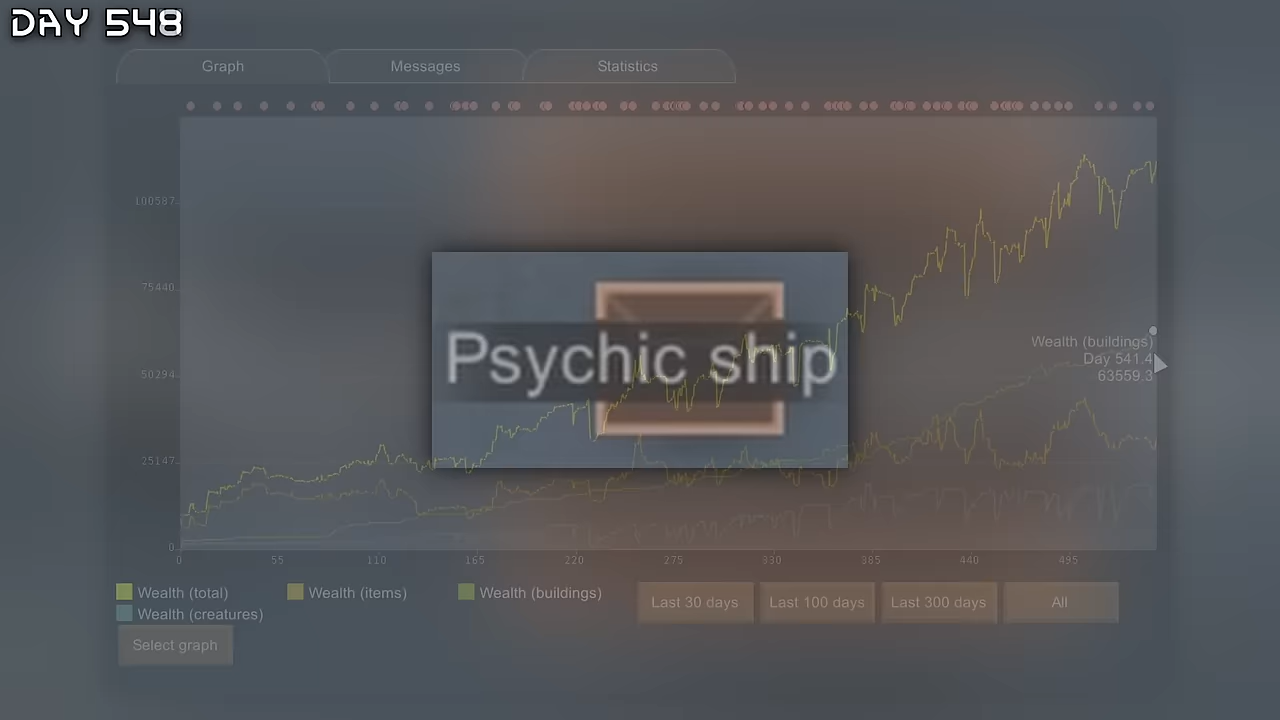 DAY 548
Graph
Messages
Statistics
100587
75440
50294
25147
0
Psychic ship
Wealth (buildings)
Day 541.4
63559.3
0 55 110 165 220 275 330 385 440 495
Wealth (total)
Wealth (items)
Wealth (buildings)
Wealth (creatures)
Last 30 days
Last 100 days
Last 300 days
All
Select graph